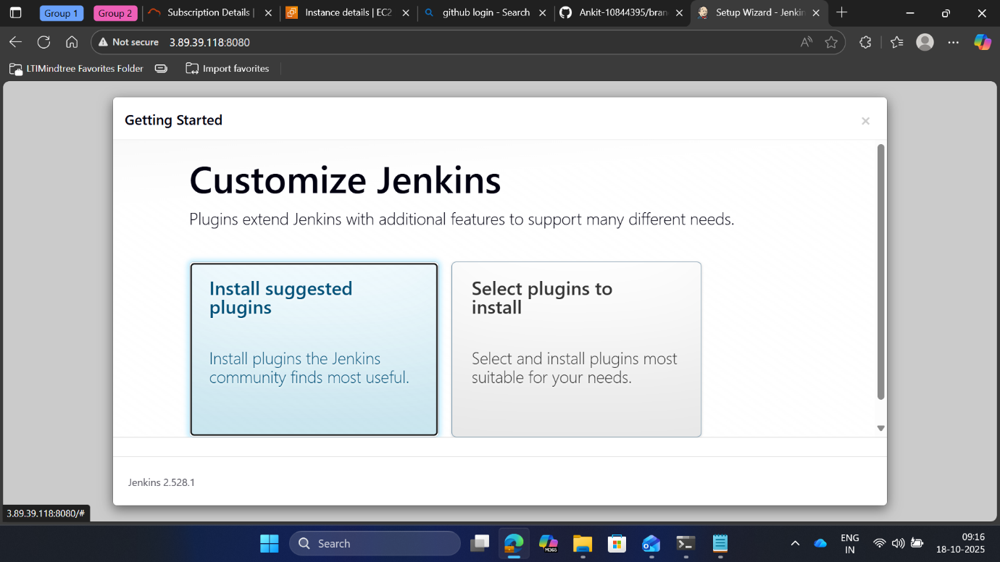 Group 1
Group 2
Subscription Details |
Instance details | EC2
github login - Search
Ankit-10844395/bran
Setup Wizard - Jenkin
Not secure
3.89.39.118:8080
LTIMindtree Favorites Folder
Import favorites
Getting Started
Customize Jenkins
Plugins extend Jenkins with additional features to support many different needs.
Install suggested
plugins
Install plugins the Jenkins
community finds most useful.
Select plugins to
install
Select and install plugins most
suitable for your needs.
Jenkins 2.528.1
3.89.39.118:8080/#
Search
M365
ENG
IN
09:16
18-10-2025